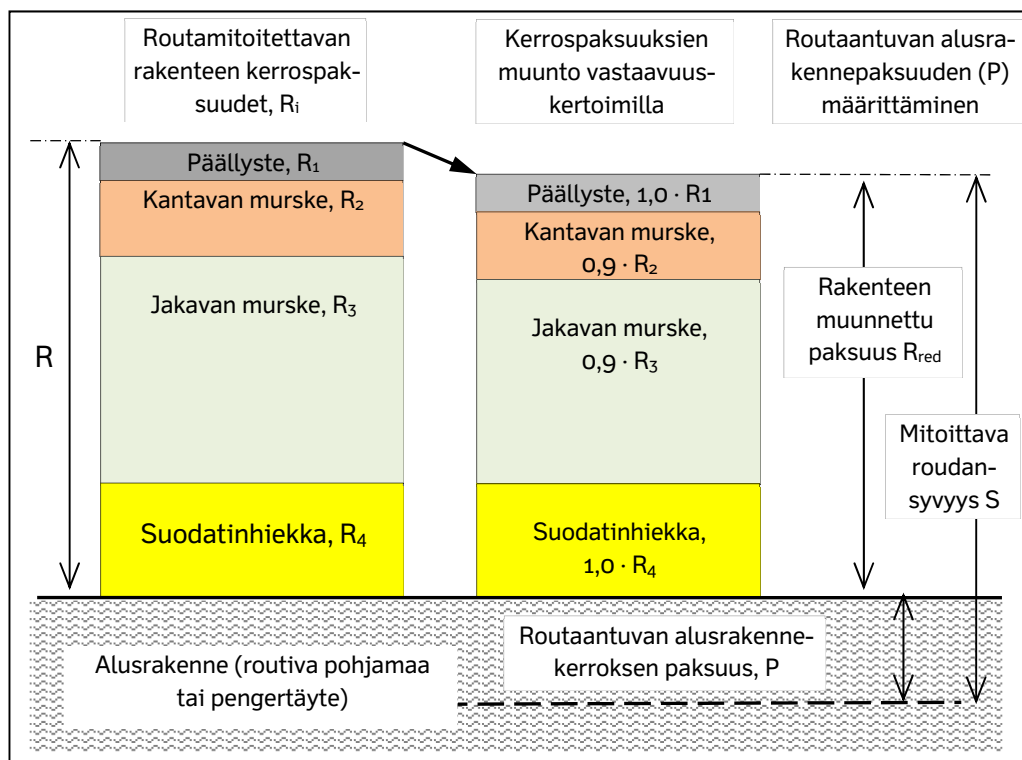 Routamitoitettavan
rakenteen kerrospak-
suudet, Ri
Kerrospaksuuksien
muunto vastaavuus-
kertoimilla
Routaantuvan alusra-
kennepaksuuden (P)
määrittäminen
R
Päällyste, R1
Kantavan murske, R2
Jakavan murske, R3
Suodatinhiekka, R4
Päällyste, 1,0 · R1
Kantavan murske,
0,9 · R2
Jakavan murske,
0,9 · R3
Suodatinhiekka,
1,0 · R4
Rakenteen
muunnettu
paksuus Rred
Mitoittava
roudan-
syvyys S
Alusrakenne (routiva pohjamaa
tai pengertäyte)
Routaantuvan alusrakenne-
kerroksen paksuus, P